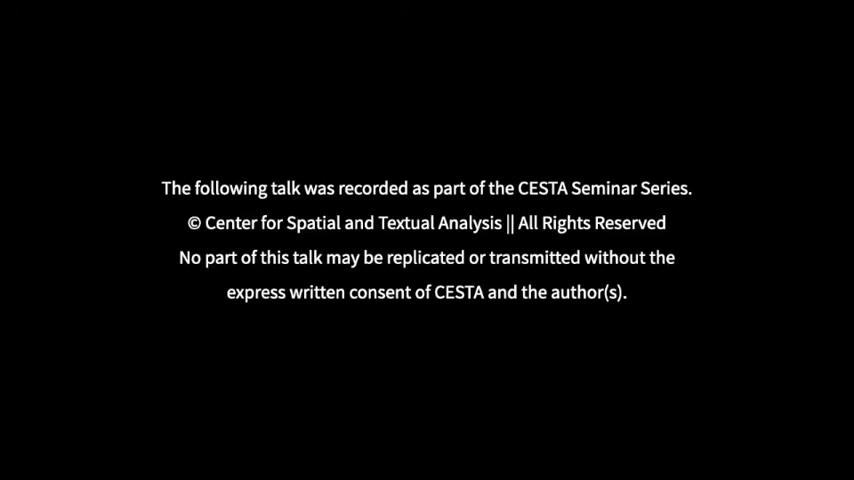 The following talk was recorded as part of the CESTA Seminar Series.
© Center for Spatial and Textual Analysis || All Rights Reserved
No part of this talk may be replicated or transmitted without the
express written consent of CESTA and the author(s).